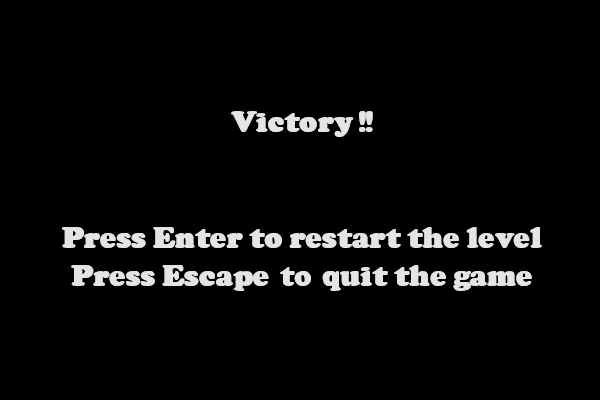 Victory !!
Press Enter to restart the level
Press Escape to quit the game